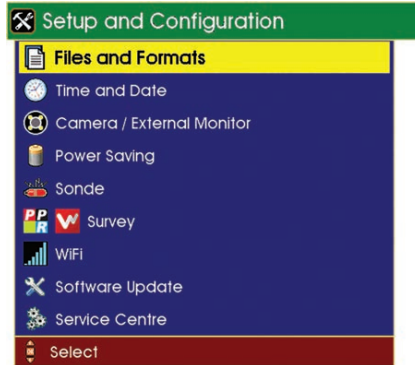 Setup and Configuration
Files and Formats
Time and Date
Camera / External Monitor
Power Saving
Sonde
PP R W Survey
WiFi
Software Update
Service Centre
Select